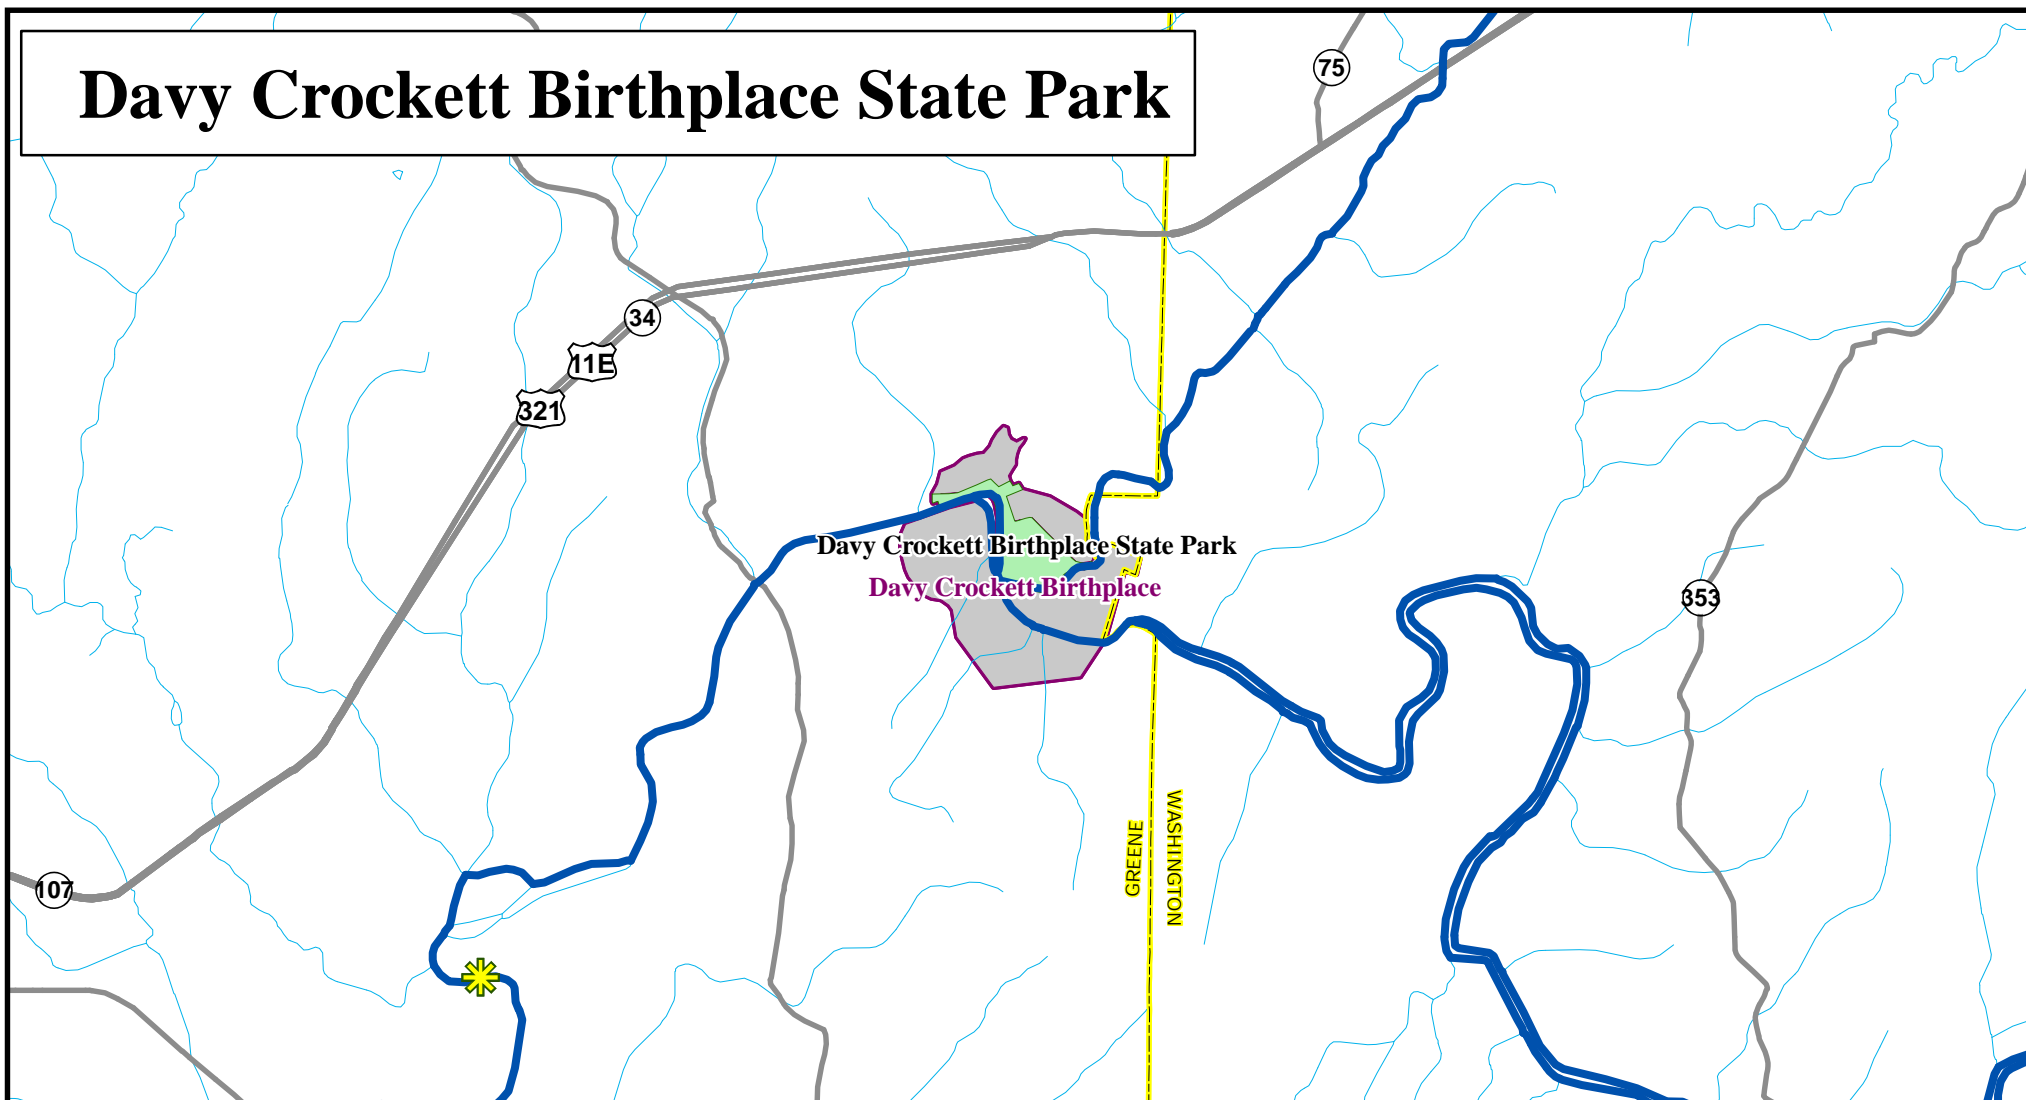 Davy Crockett Birthplace State Park
75
34
11E
321
Davy Crockett Birthplace State Park
Davy Crockett Birthplace
353
GREENE
WASHINGTON
107